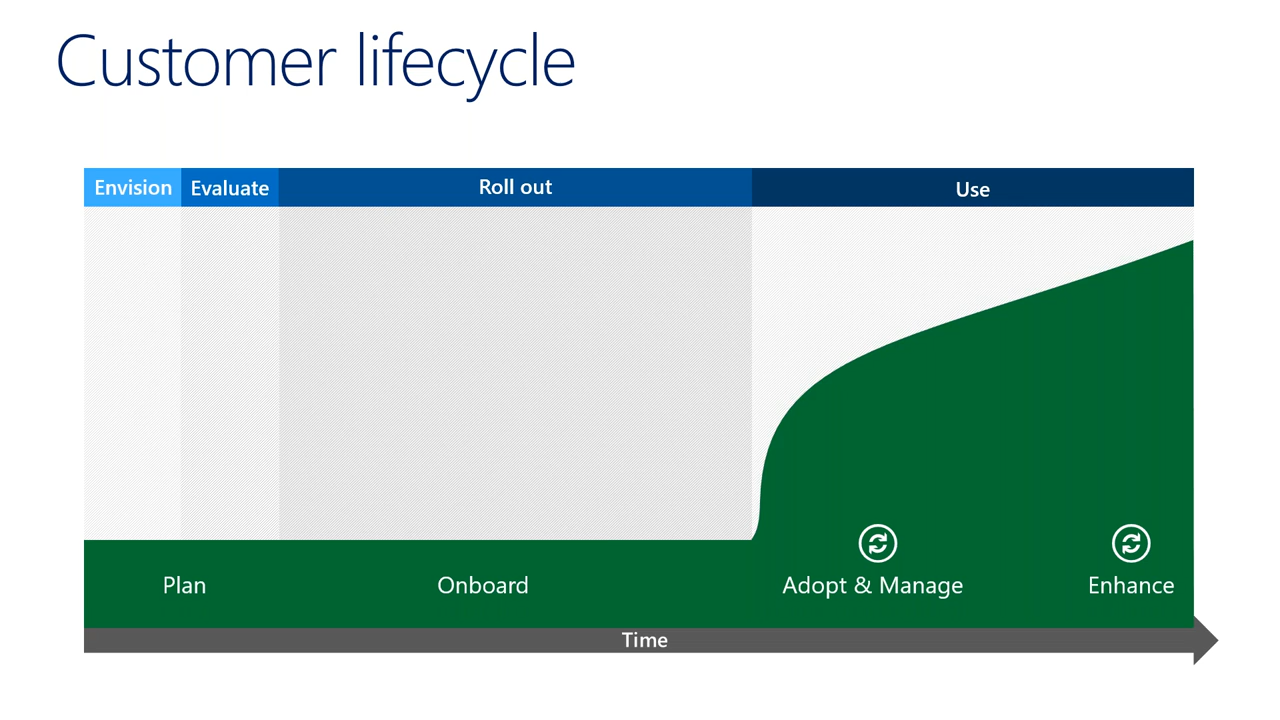 Customer lifecycle
Envision Evaluate Roll out Use
Plan Onboard Adopt & Manage Enhance
Time